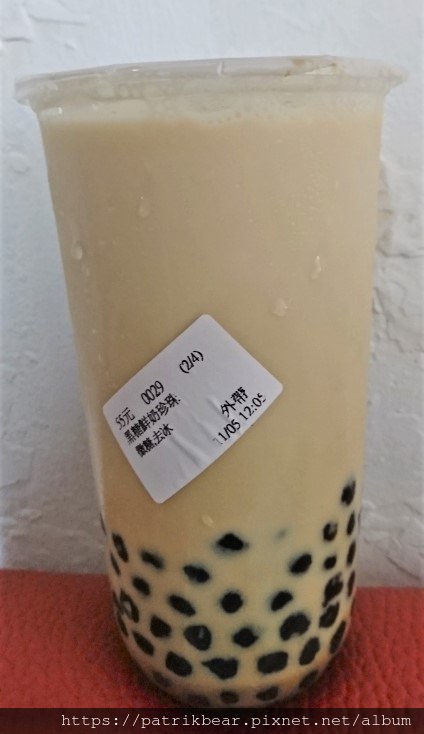 55元 0029 (2/4)
黑糖鮮奶珍珠 外帶
微糖,去冰 11/05 12:05
https://patrikbear.pixnet.net/album